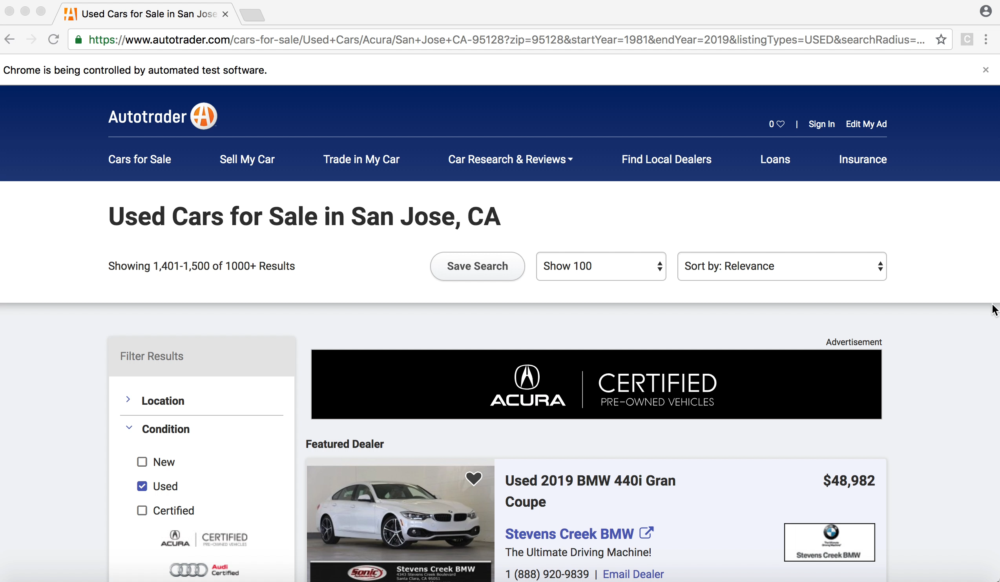 Used Cars for Sale in San Jose
https://www.autotrader.com/cars-for-sale/Used+Cars/Acura/San+Jose+CA-95128?zip=95128&startYear=1981&endYear=2019&listingTypes=USED&searchRadius=...
C
Chrome is being controlled by automated test software.
Autotrader
0 | Sign In Edit My Ad
Cars for Sale Sell My Car Trade in My Car Car Research & Reviews Find Local Dealers Loans Insurance
Used Cars for Sale in San Jose, CA
Showing 1,401-1,500 of 1000+ Results Save Search Show 100 Sort by: Relevance
Advertisement
Filter Results
ACURA | CERTIFIED
PRE-OWNED VEHICLES
Location
Condition
Featured Dealer
New
Used
Certified
ACURA | CERTIFIED
PRE-OWNED VEHICLES
Audi
Certified
Used 2019 BMW 440i Gran $48,982
Coupe
Stevens Creek BMW
The Ultimate Driving Machine!
1 (888) 920-9839 | Email Dealer
The Ultimate
Driving Machine
Stevens Creek BMW
Sonic
Automotive
Stevens Creek BMW
4343 Stevens Creek Boulevard
Santa Clara, CA 95051